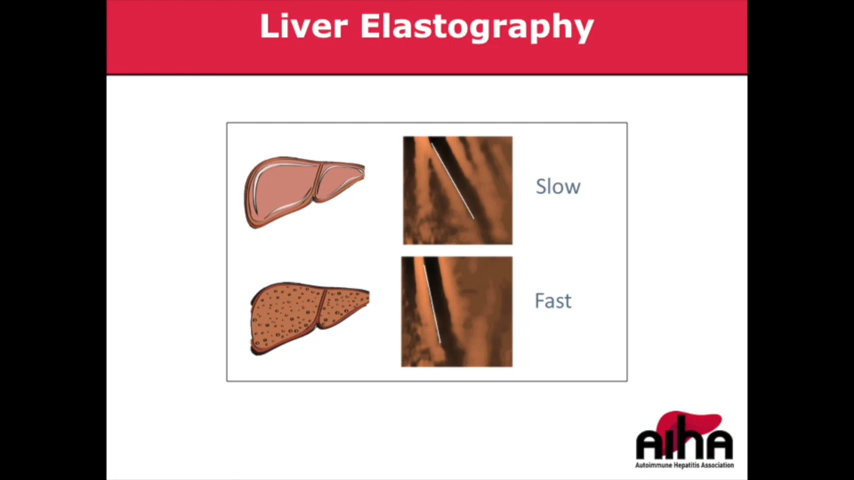 Liver Elastography
Slow
Fast
AIHA
Autoimmune Hepatitis Association